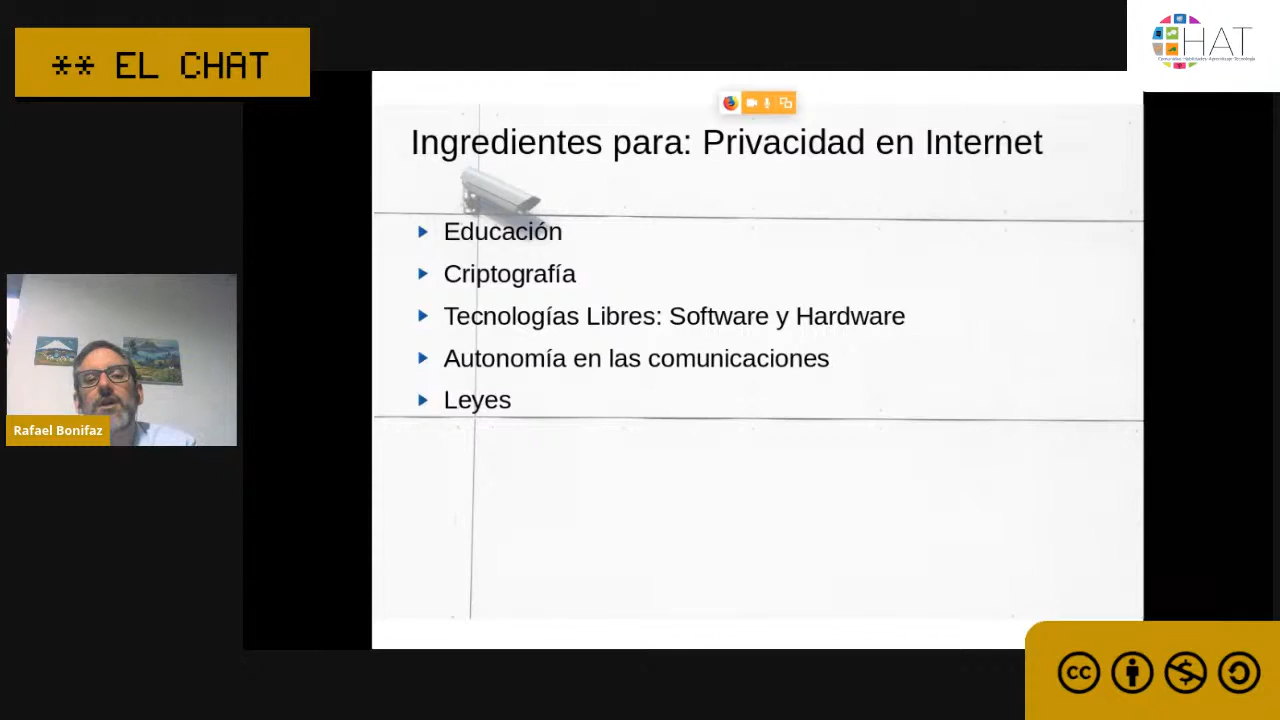 ** EL CHAT
HAT
Ingredientes para: Privacidad en Internet
Educación
Criptografía
Tecnologías Libres: Software y Hardware
Autonomía en las comunicaciones
Leyes
Rafael Bonifaz
cc